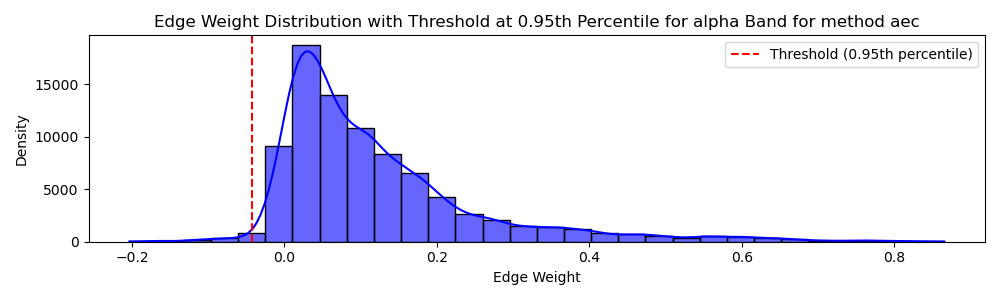 Edge Weight Distribution with Threshold at 0.95th Percentile for alpha Band for method aec
Threshold (0.95th percentile)
Density
15000
10000
5000
0
−0.2 0.0 0.2 0.4 0.6 0.8
Edge Weight